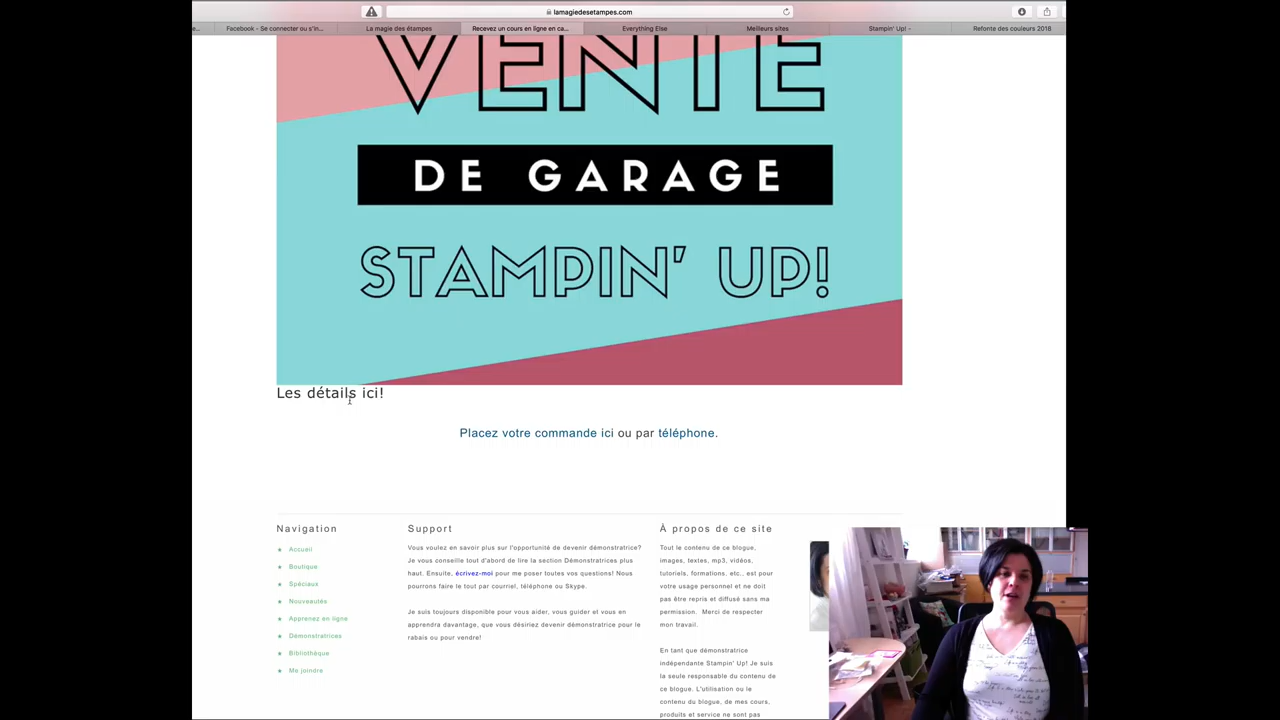 lamagiedesetampes.com
Facebook - Se connecter ou s'in...
La magie des étampes
Recevez un cours en ligne en ca...
Everything Else
Meilleurs sites
Stampin' Up! -
Refonte des couleurs 2018
VENTE
DE GARAGE
STAMPIN' UP!
Les détails ici!
Placez votre commande ici ou par téléphone.
Navigation
Accueil
Boutique
Spéciaux
Nouveautés
Apprenez en ligne
Démonstratrices
Bibliothèque
Me joindre
Support
Vous voulez en savoir plus sur l'opportunité de devenir démonstratrice?
Je vous conseille tout d'abord de lire la section Démonstratrices plus
haut. Ensuite, écrivez-moi pour me poser toutes vos questions! Nous
pourrons faire le tout par courriel, téléphone ou Skype.
Je suis toujours disponible pour vous aider, vous guider et vous en
apprendra davantage, que vous désiriez devenir démonstratrice pour le
rabais ou pour vendre!
À propos de ce site
Tout le contenu de ce blogue,
images, textes, mp3, vidéos,
tutoriels, formations, etc., est pour
votre usage personnel et ne doit
pas être repris et diffusé sans ma
permission. Merci de respecter
mon travail.
En tant que démonstratrice
indépendante Stampin' Up! Je suis
la seule responsable du contenu de
ce blogue. L'utilisation ou le
contenu du blogue, de mes cours,
produits et service ne sont pas